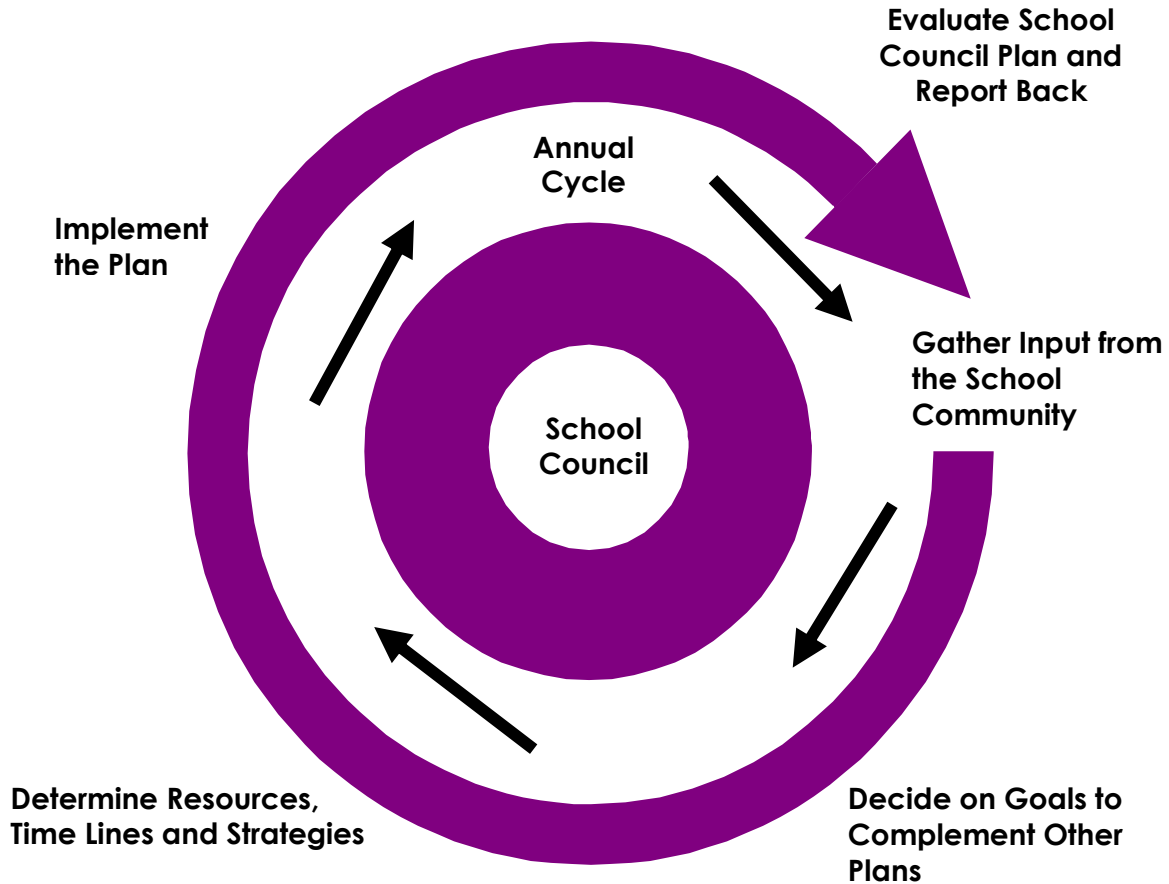 Evaluate School
Council Plan and
Report Back
Annual
Cycle
Implement
the Plan
Gather Input from
the School
Community
School
Council
Determine Resources,
Time Lines and Strategies
Decide on Goals to
Complement Other
Plans